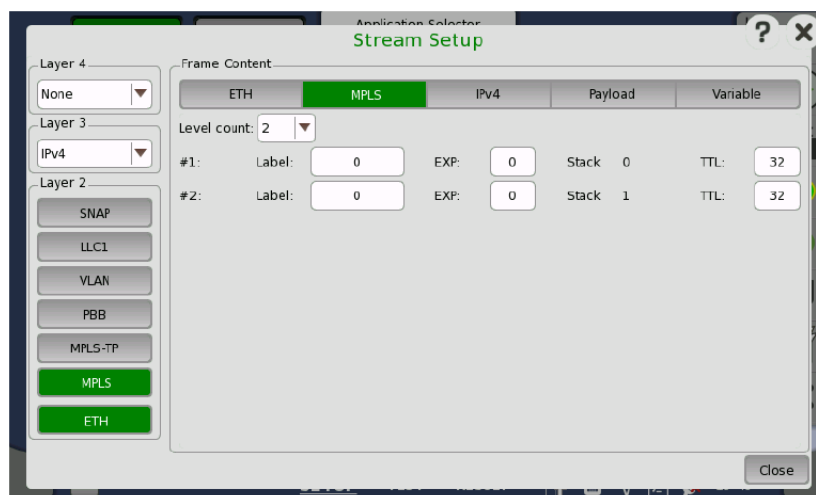 Application Selector
Stream Setup
? X
Layer 4
None
Layer 3
IPv4
Layer 2
SNAP
LLC1
VLAN
PBB
MPLS-TP
MPLS
ETH
Frame Content
ETH MPLS IPv4 Payload Variable
Level count: 2
#1: Label: 0 EXP: 0 Stack 0 TTL: 32
#2: Label: 0 EXP: 0 Stack 1 TTL: 32
Close